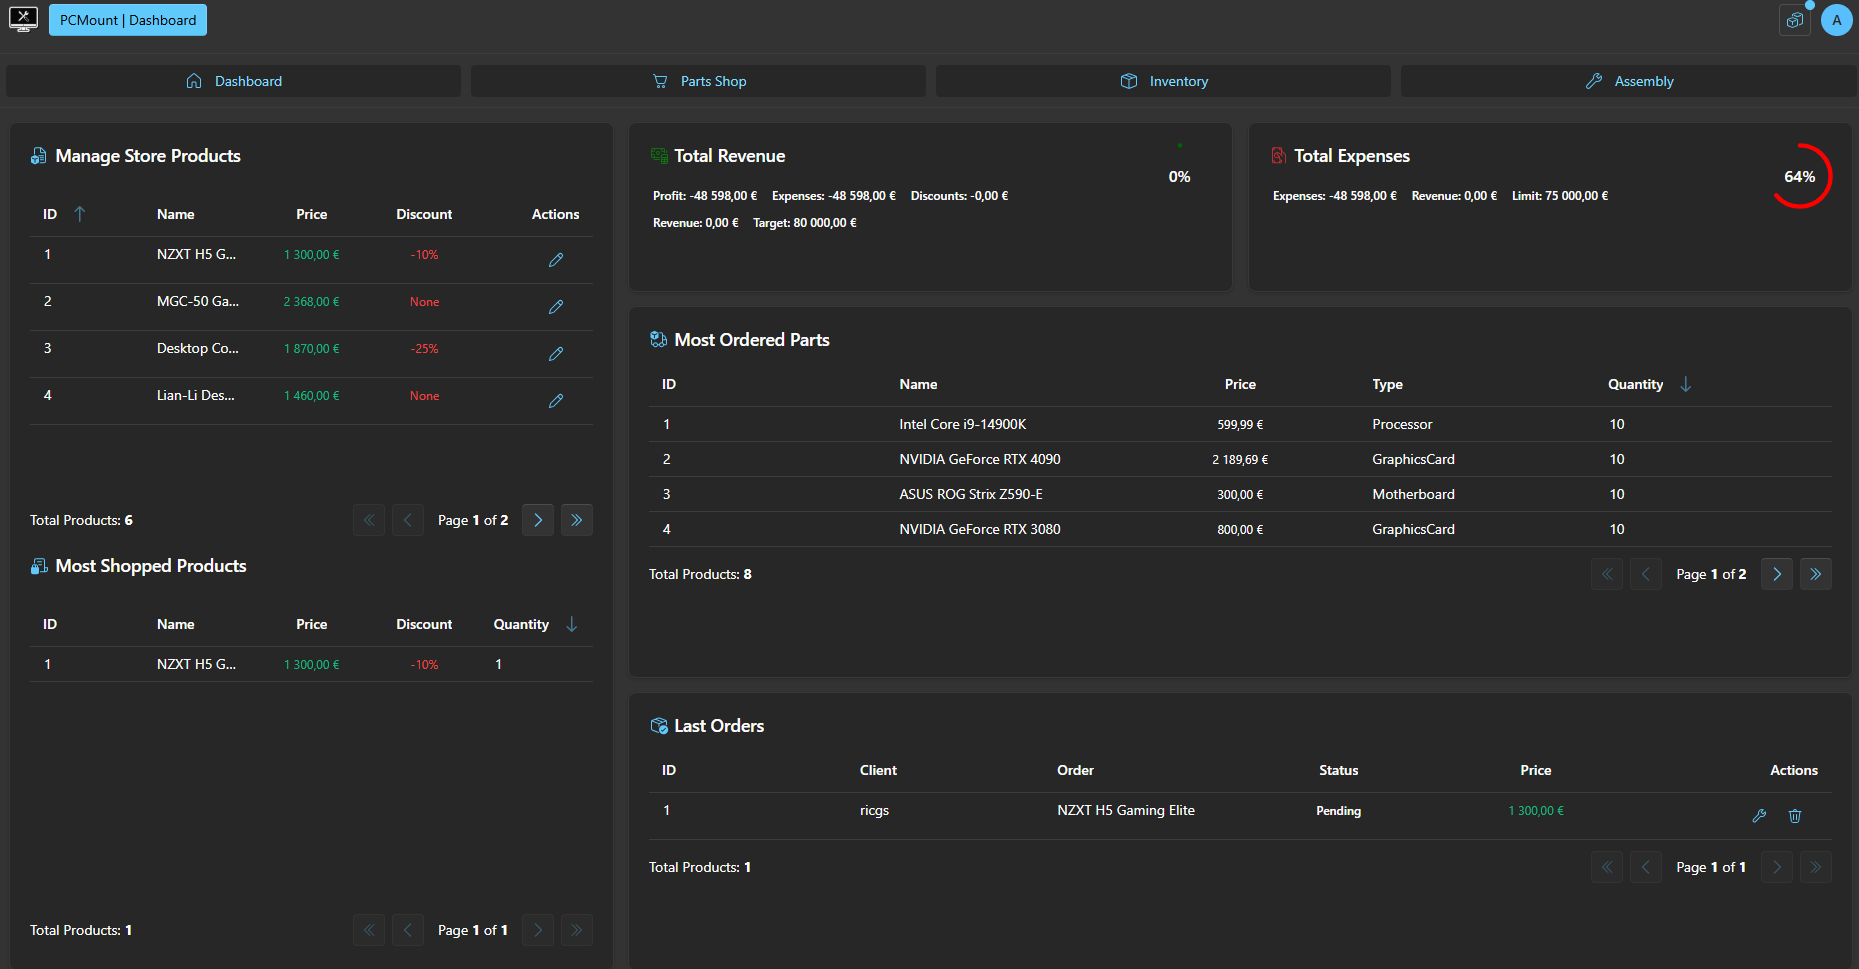 PCMount | Dashboard
A
Dashboard
Parts Shop
Inventory
Assembly
Manage Store Products
ID Name Price Discount Actions
1 NZXT H5 G... 1 300,00 € -10%
2 MGC-50 Ga... 2 368,00 € None
3 Desktop Co... 1 870,00 € -25%
4 Lian-Li Des... 1 460,00 € None
Total Products: 6 Page 1 of 2
Most Shopped Products
ID Name Price Discount Quantity
1 NZXT H5 G... 1 300,00 € -10% 1
Total Products: 1 Page 1 of 1
Total Revenue
0%
Profit: -48 598,00 € Expenses: -48 598,00 € Discounts: -0,00 €
Revenue: 0,00 € Target: 80 000,00 €
Total Expenses
64%
Expenses: -48 598,00 € Revenue: 0,00 € Limit: 75 000,00 €
Most Ordered Parts
ID Name Price Type Quantity
1 Intel Core i9-14900K 599,99 € Processor 10
2 NVIDIA GeForce RTX 4090 2 189,69 € GraphicsCard 10
3 ASUS ROG Strix Z590-E 300,00 € Motherboard 10
4 NVIDIA GeForce RTX 3080 800,00 € GraphicsCard 10
Total Products: 8 Page 1 of 2
Last Orders
ID Client Order Status Price Actions
1 ricgs NZXT H5 Gaming Elite Pending 1 300,00 €
Total Products: 1 Page 1 of 1